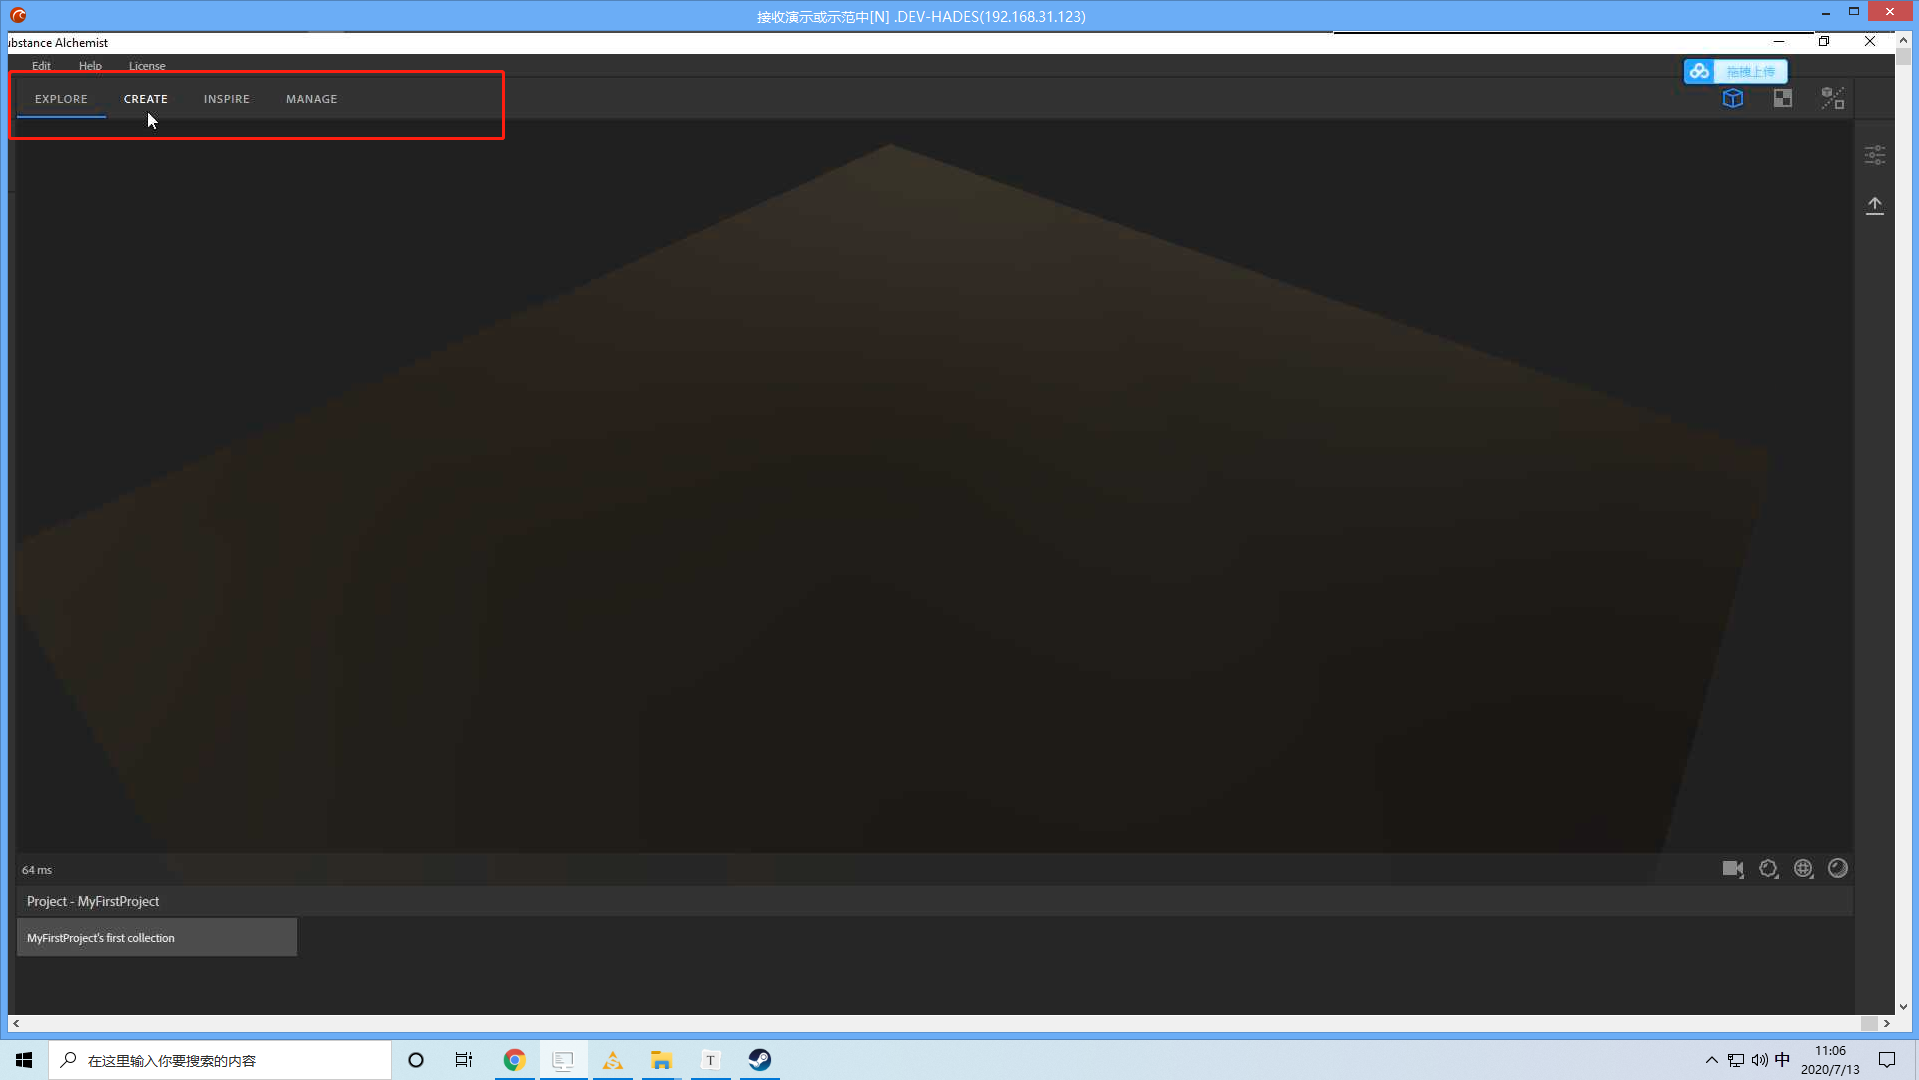 接收演示或示范中[N] .DEV-HADES(192.168.31.123)
ubstance Alchemist
Edit Help License
拖拽上传
EXPLORE CREATE INSPIRE MANAGE
64 ms
Project - MyFirstProject
MyFirstProject's first collection
在这里输入你要搜索的内容
T
中
11:06
2020/7/13